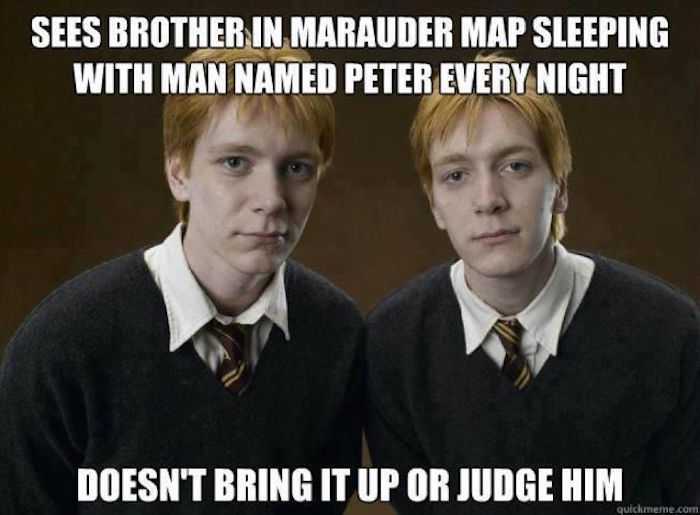 SEES BROTHER IN MARAUDER MAP SLEEPING
WITH MAN NAMED PETER EVERY NIGHT
DOESN'T BRING IT UP OR JUDGE HIM
quickmeme.com